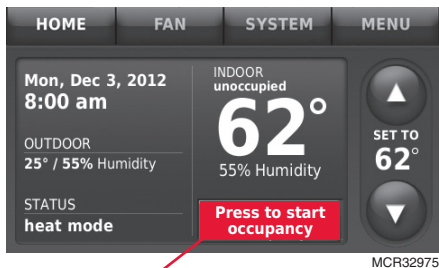 HOME FAN SYSTEM MENU
Mon, Dec 3, 2012
8:00 am
OUTDOOR
25° / 55% Humidity
STATUS
heat mode
INDOOR
unoccupied
62°
55% Humidity
Press to start
occupancy
SET TO
62°
MCR32975